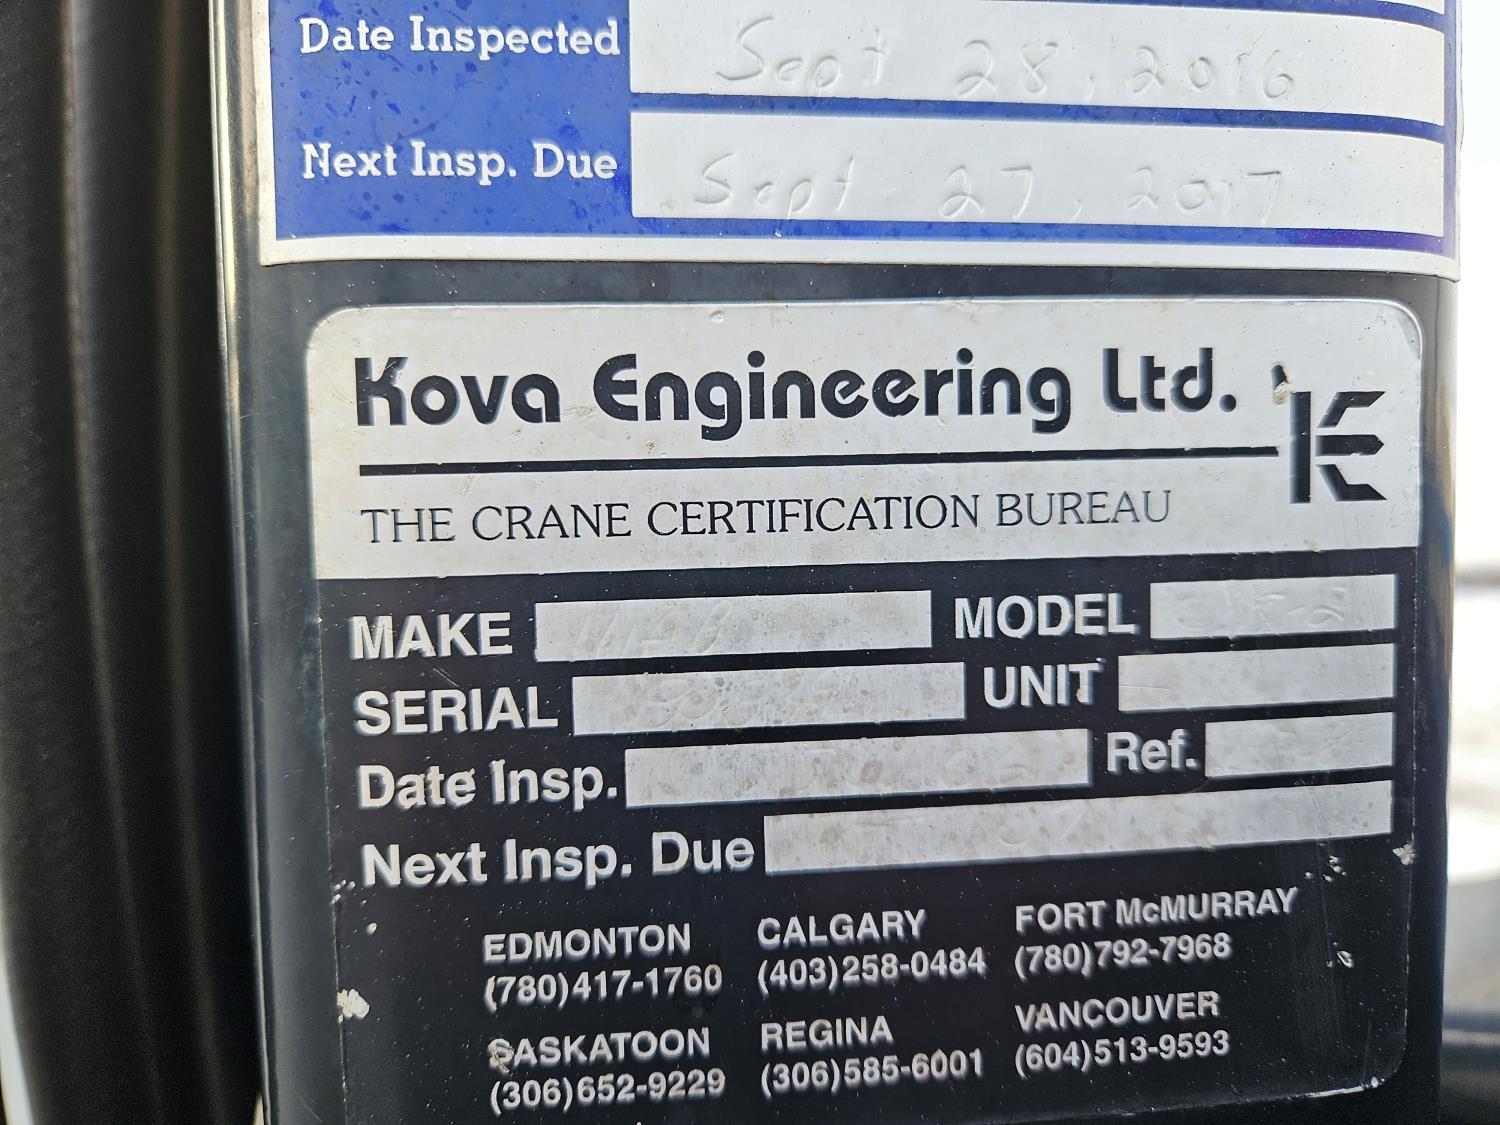 Date Inspected Sept 28, 2016
Next Insp. Due Sept 27, 2017
Kova Engineering Ltd.
THE CRANE CERTIFICATION BUREAU
MAKE MODEL
SERIAL UNIT
Date Insp. Ref.
Next Insp. Due
EDMONTON CALGARY FORT McMURRAY
(780)417-1760 (403)258-0484 (780)792-7968
SASKATOON REGINA VANCOUVER
(306)652-9229 (306)585-6001 (604)513-9593